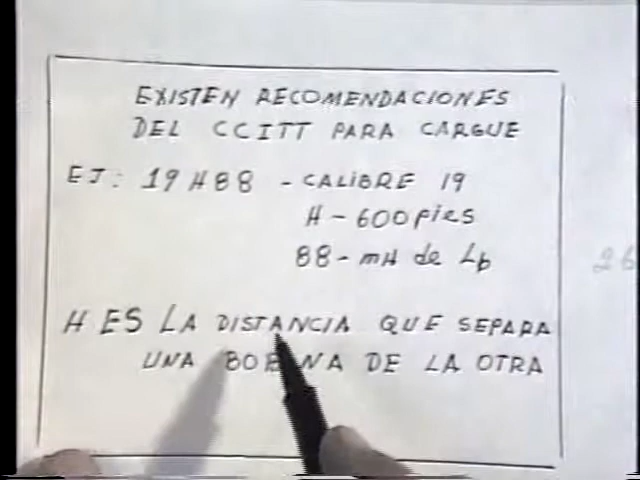 EXISTEN RECOMENDACIONES
DEL CCITT PARA CARGUE
EJ: 19H88 - CALIBRE 19
H - 600 pies
88 - mH de Lb
H ES LA DISTANCIA QUE SEPARA
UNA BOBINA DE LA OTRA
26